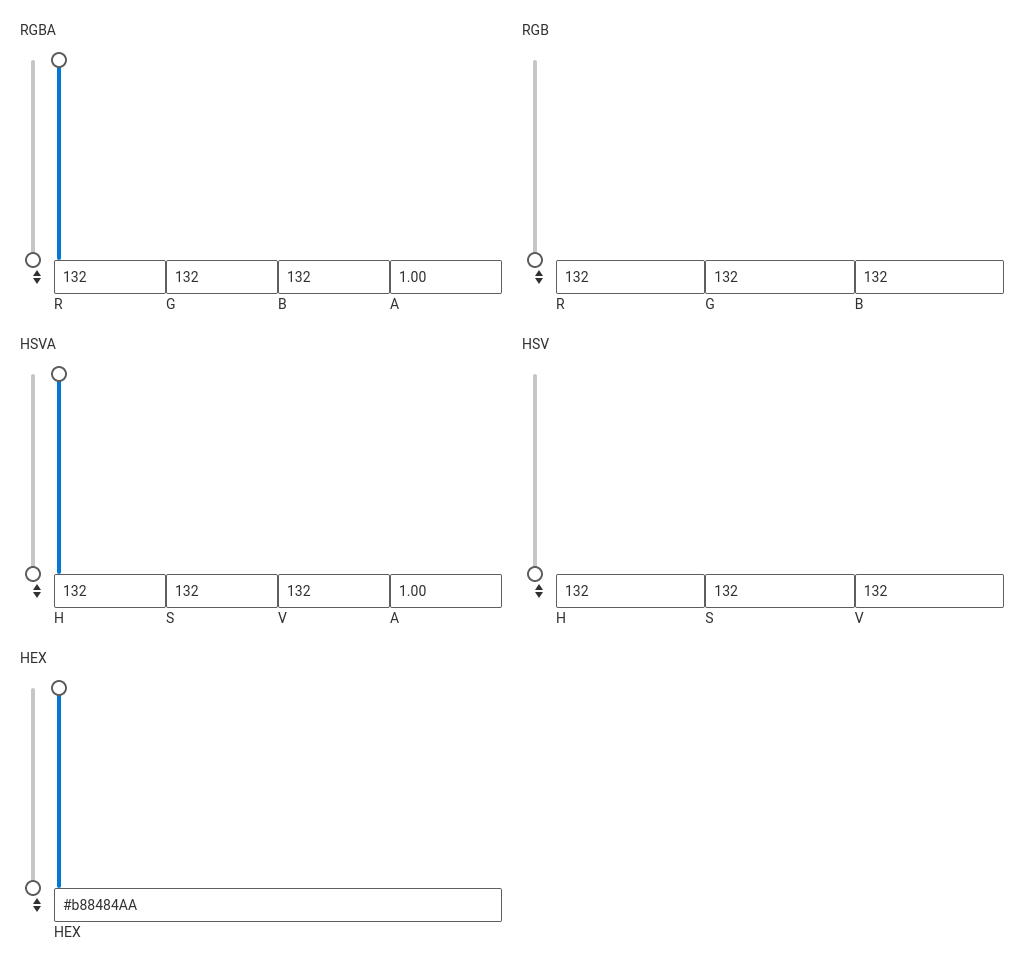 RGBA RGB
132 132 132 1.00 132 132 132
R G B A R G B
HSVA HSV
132 132 132 1.00 132 132 132
H S V A H S V
HEX
#b88484AA
HEX